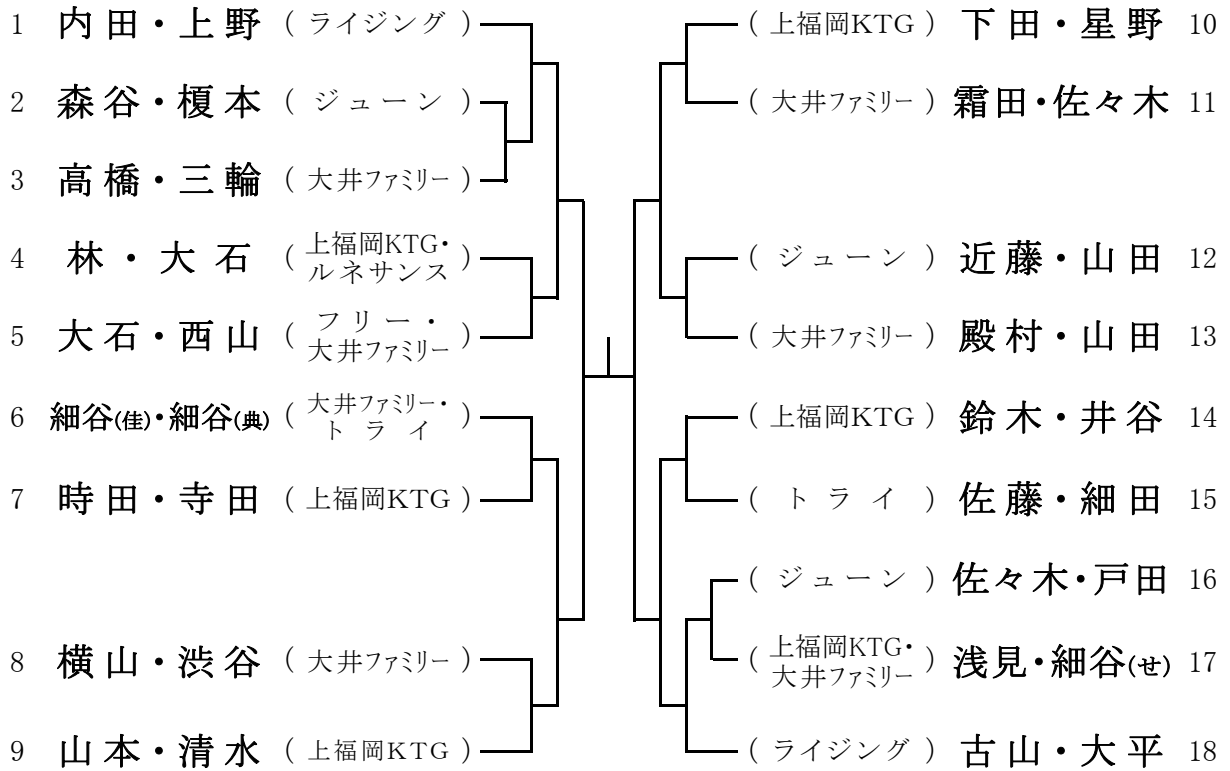 1 内田・上野 (ライジング)
2 森谷・榎本 (ジューン)
3 高橋・三輪 (大井ファミリー)
4 林・大石 (上福岡KTG・
ルネサンス)
5 大石・西山 (フリー・
大井ファミリー)
6 細谷(佳)・細谷(典) (大井ファミリー・
トライ)
7 時田・寺田 (上福岡KTG)
8 横山・渋谷 (大井ファミリー)
9 山本・清水 (上福岡KTG)
(上福岡KTG) 下田・星野 10
(大井ファミリー) 霜田・佐々木 11
(ジューン) 近藤・山田 12
(大井ファミリー) 殿村・山田 13
(上福岡KTG) 鈴木・井谷 14
(トライ) 佐藤・細田 15
(ジューン) 佐々木・戸田 16
(上福岡KTG・
大井ファミリー) 浅見・細谷(せ) 17
(ライジング) 古山・大平 18